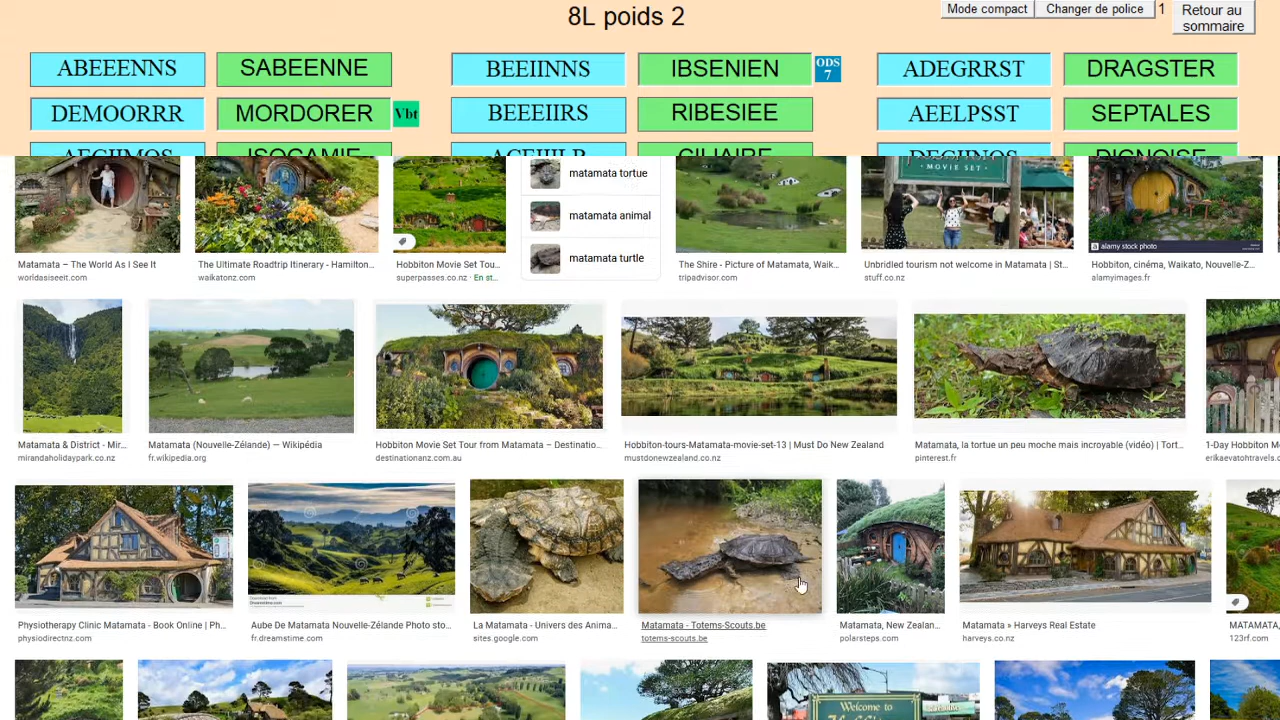 8L poids 2
Mode compact
Changer de police
1
Retour au
sommaire
ABEEENNS SABEENNE
BEEIINNS IBSENIEN ODS 7
ADEGRRST DRAGSTER
DEMOORRR MORDORER Vbt
BEEEIIRS RIBESIEE
AEELPSST SEPTALES
matamata tortue
matamata animal
matamata turtle
MOVIE SET
alamy stock photo
Matamata – The World As I See It
worldasiseeit.com
The Ultimate Roadtrip Itinerary - Hamilton...
waikatonz.com
Hobbiton Movie Set Tou...
superpasses.co.nz · En st...
The Shire - Picture of Matamata, Waik...
tripadvisor.com
Unbridled tourism not welcome in Matamata | St...
stuff.co.nz
Hobbiton, cinéma, Waikato, Nouvelle-Z...
alamyimages.fr
Matamata & District - Mir...
mirandaholidaypark.co.nz
Matamata (Nouvelle-Zélande) — Wikipédia
fr.wikipedia.org
Hobbiton Movie Set Tour from Matamata – Destinatio...
destinationanz.com.au
Hobbiton-tours-Matamata-movie-set-13 | Must Do New Zealand
mustdonewzealand.co.nz
Matamata, la tortue un peu moche mais incroyable (vidéo) | Tort...
pinterest.fr
1-Day Hobbiton M
erikaevatohtravels.c
Physiotherapy Clinic Matamata - Book Online | Ph...
physiodirectnz.com
Aube De Matamata Nouvelle-Zélande Photo sto...
fr.dreamstime.com
La Matamata - Univers des Anima...
sites.google.com
Matamata - Totems-Scouts.be
totems-scouts.be
Matamata, New Zealan...
polarsteps.com
Matamata » Harveys Real Estate
harveys.co.nz
MATAMATA,
123rf.com
Welcome to